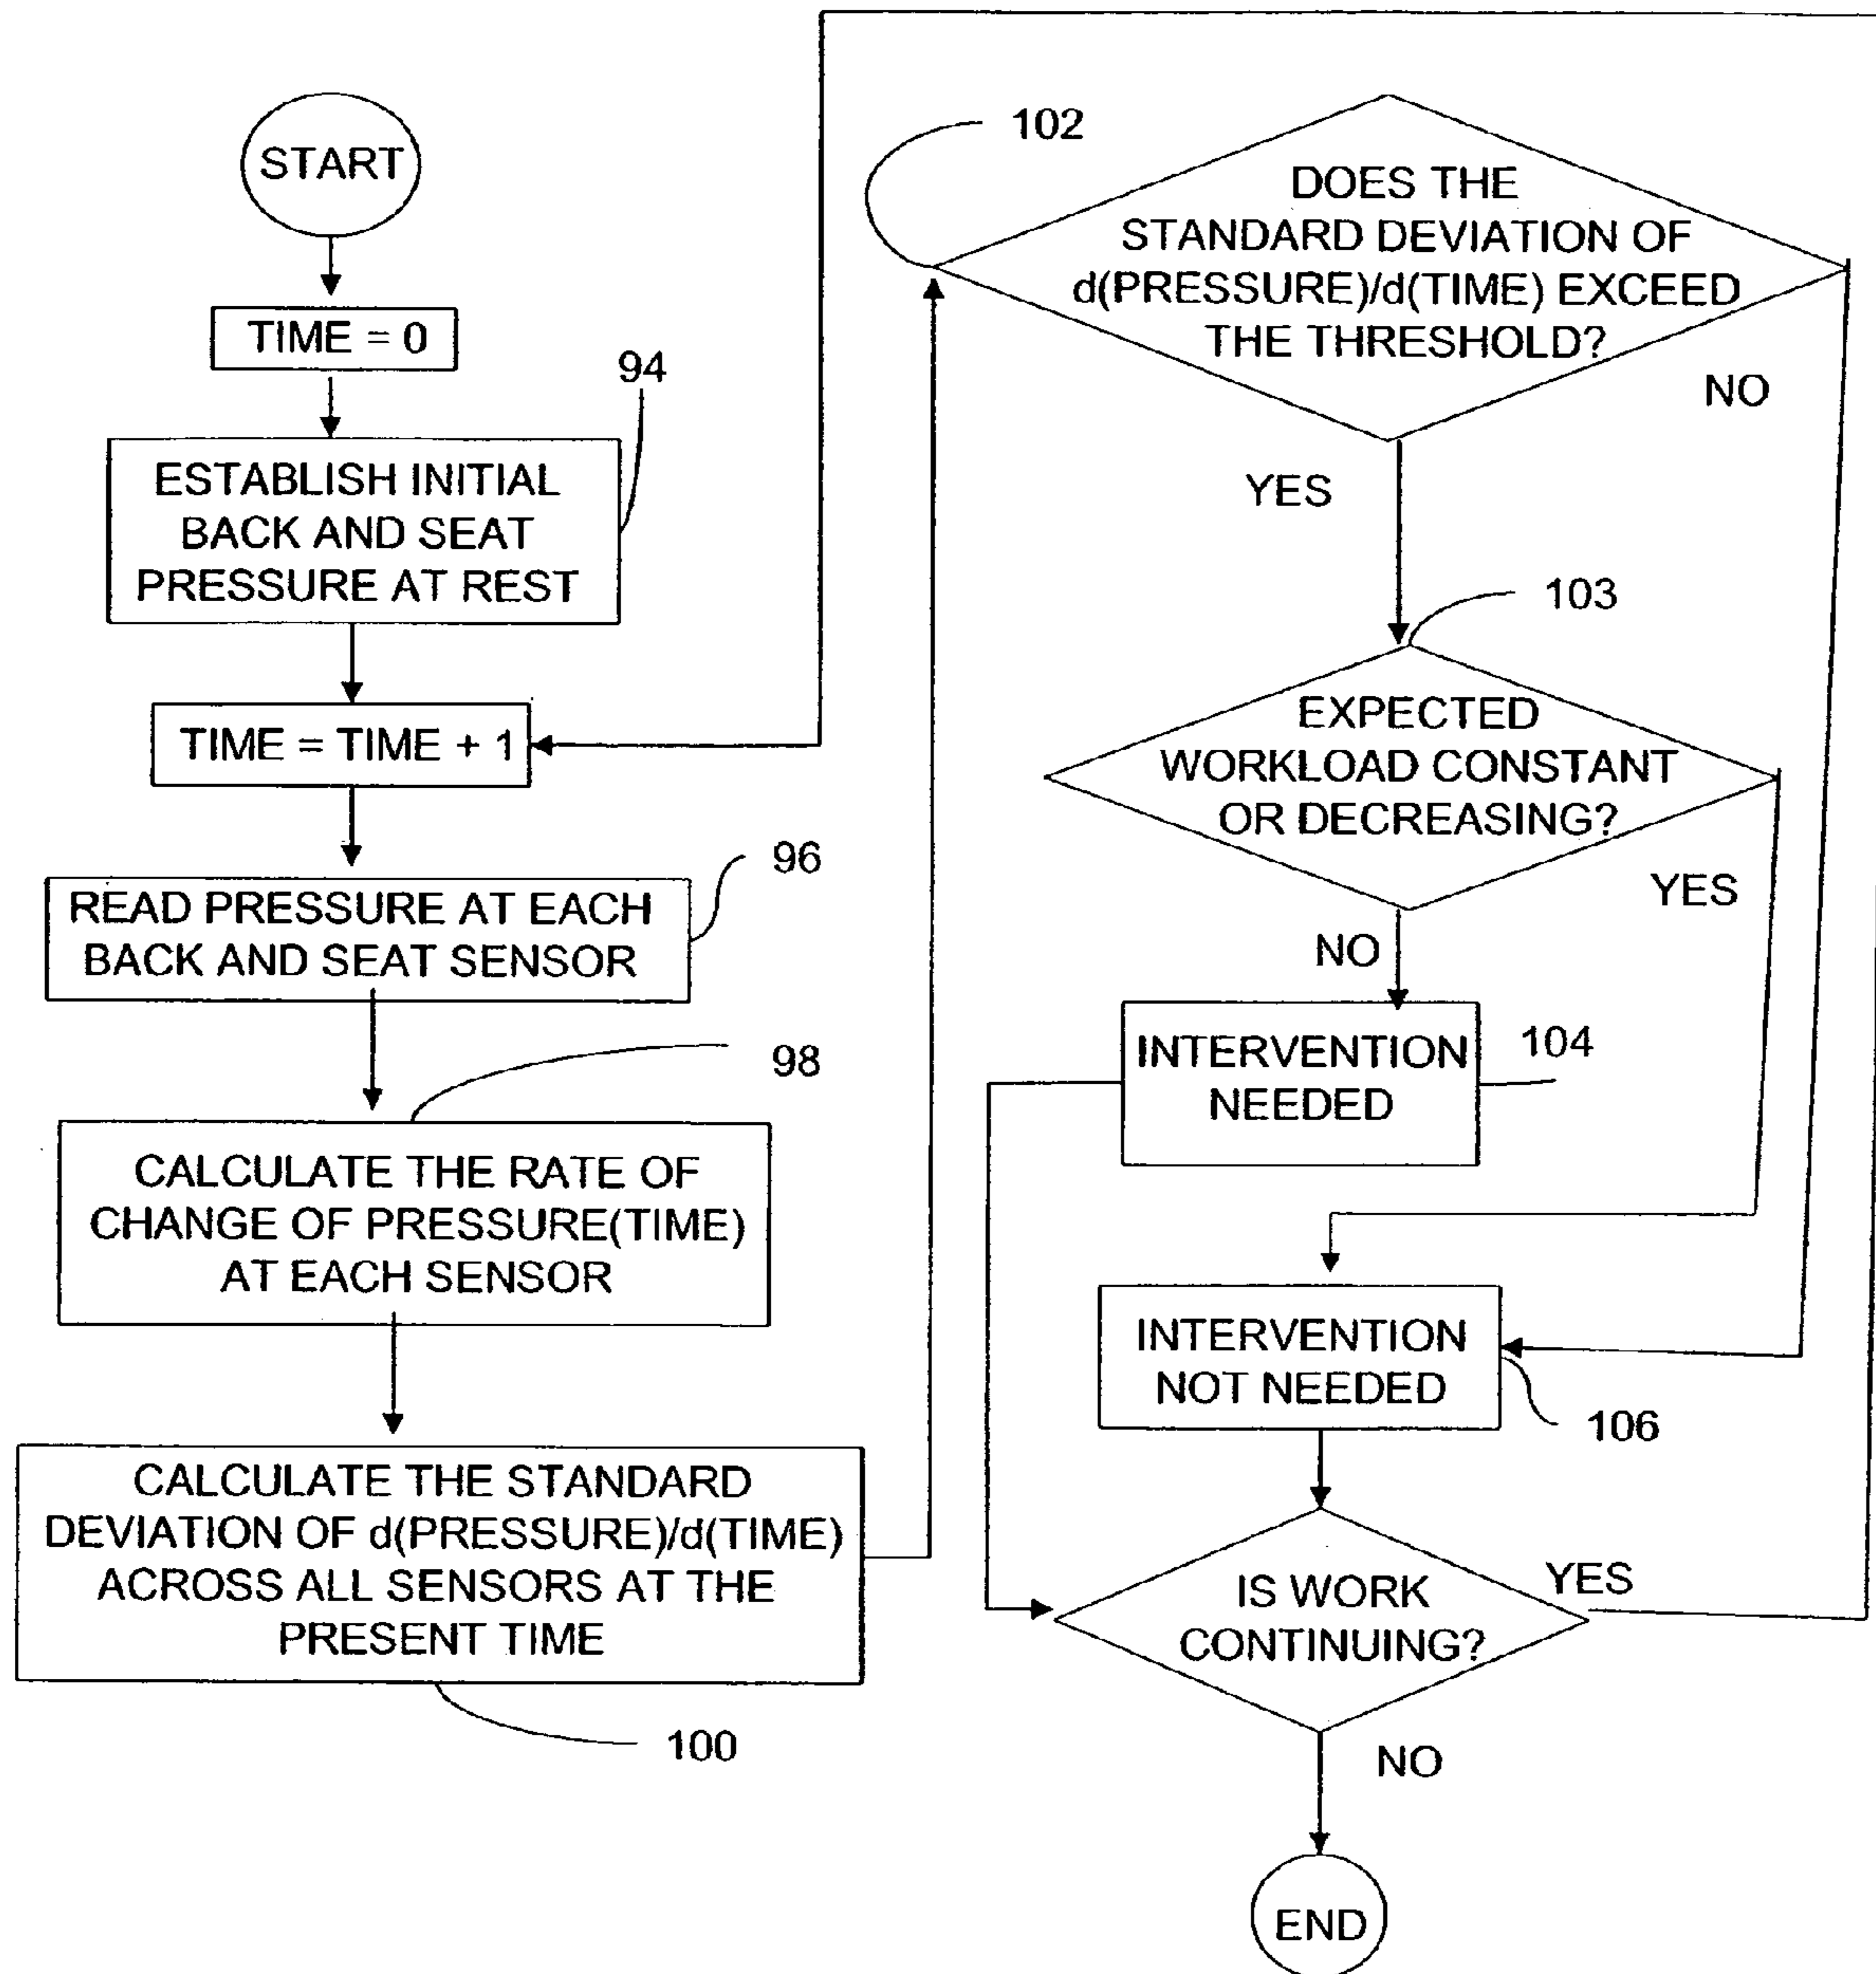 START
TIME = 0
94
ESTABLISH INITIAL
BACK AND SEAT
PRESSURE AT REST
TIME = TIME + 1
96
READ PRESSURE AT EACH
BACK AND SEAT SENSOR
98
CALCULATE THE RATE OF
CHANGE OF PRESSURE(TIME)
AT EACH SENSOR
CALCULATE THE STANDARD
DEVIATION OF d(PRESSURE)/d(TIME)
ACROSS ALL SENSORS AT THE
PRESENT TIME
100
102
DOES THE
STANDARD DEVIATION OF
d(PRESSURE)/d(TIME) EXCEED
THE THRESHOLD?
NO
YES
103
EXPECTED
WORKLOAD CONSTANT
OR DECREASING?
YES
NO
INTERVENTION
NEEDED
104
INTERVENTION
NOT NEEDED
106
IS WORK
CONTINUING?
YES
NO
END